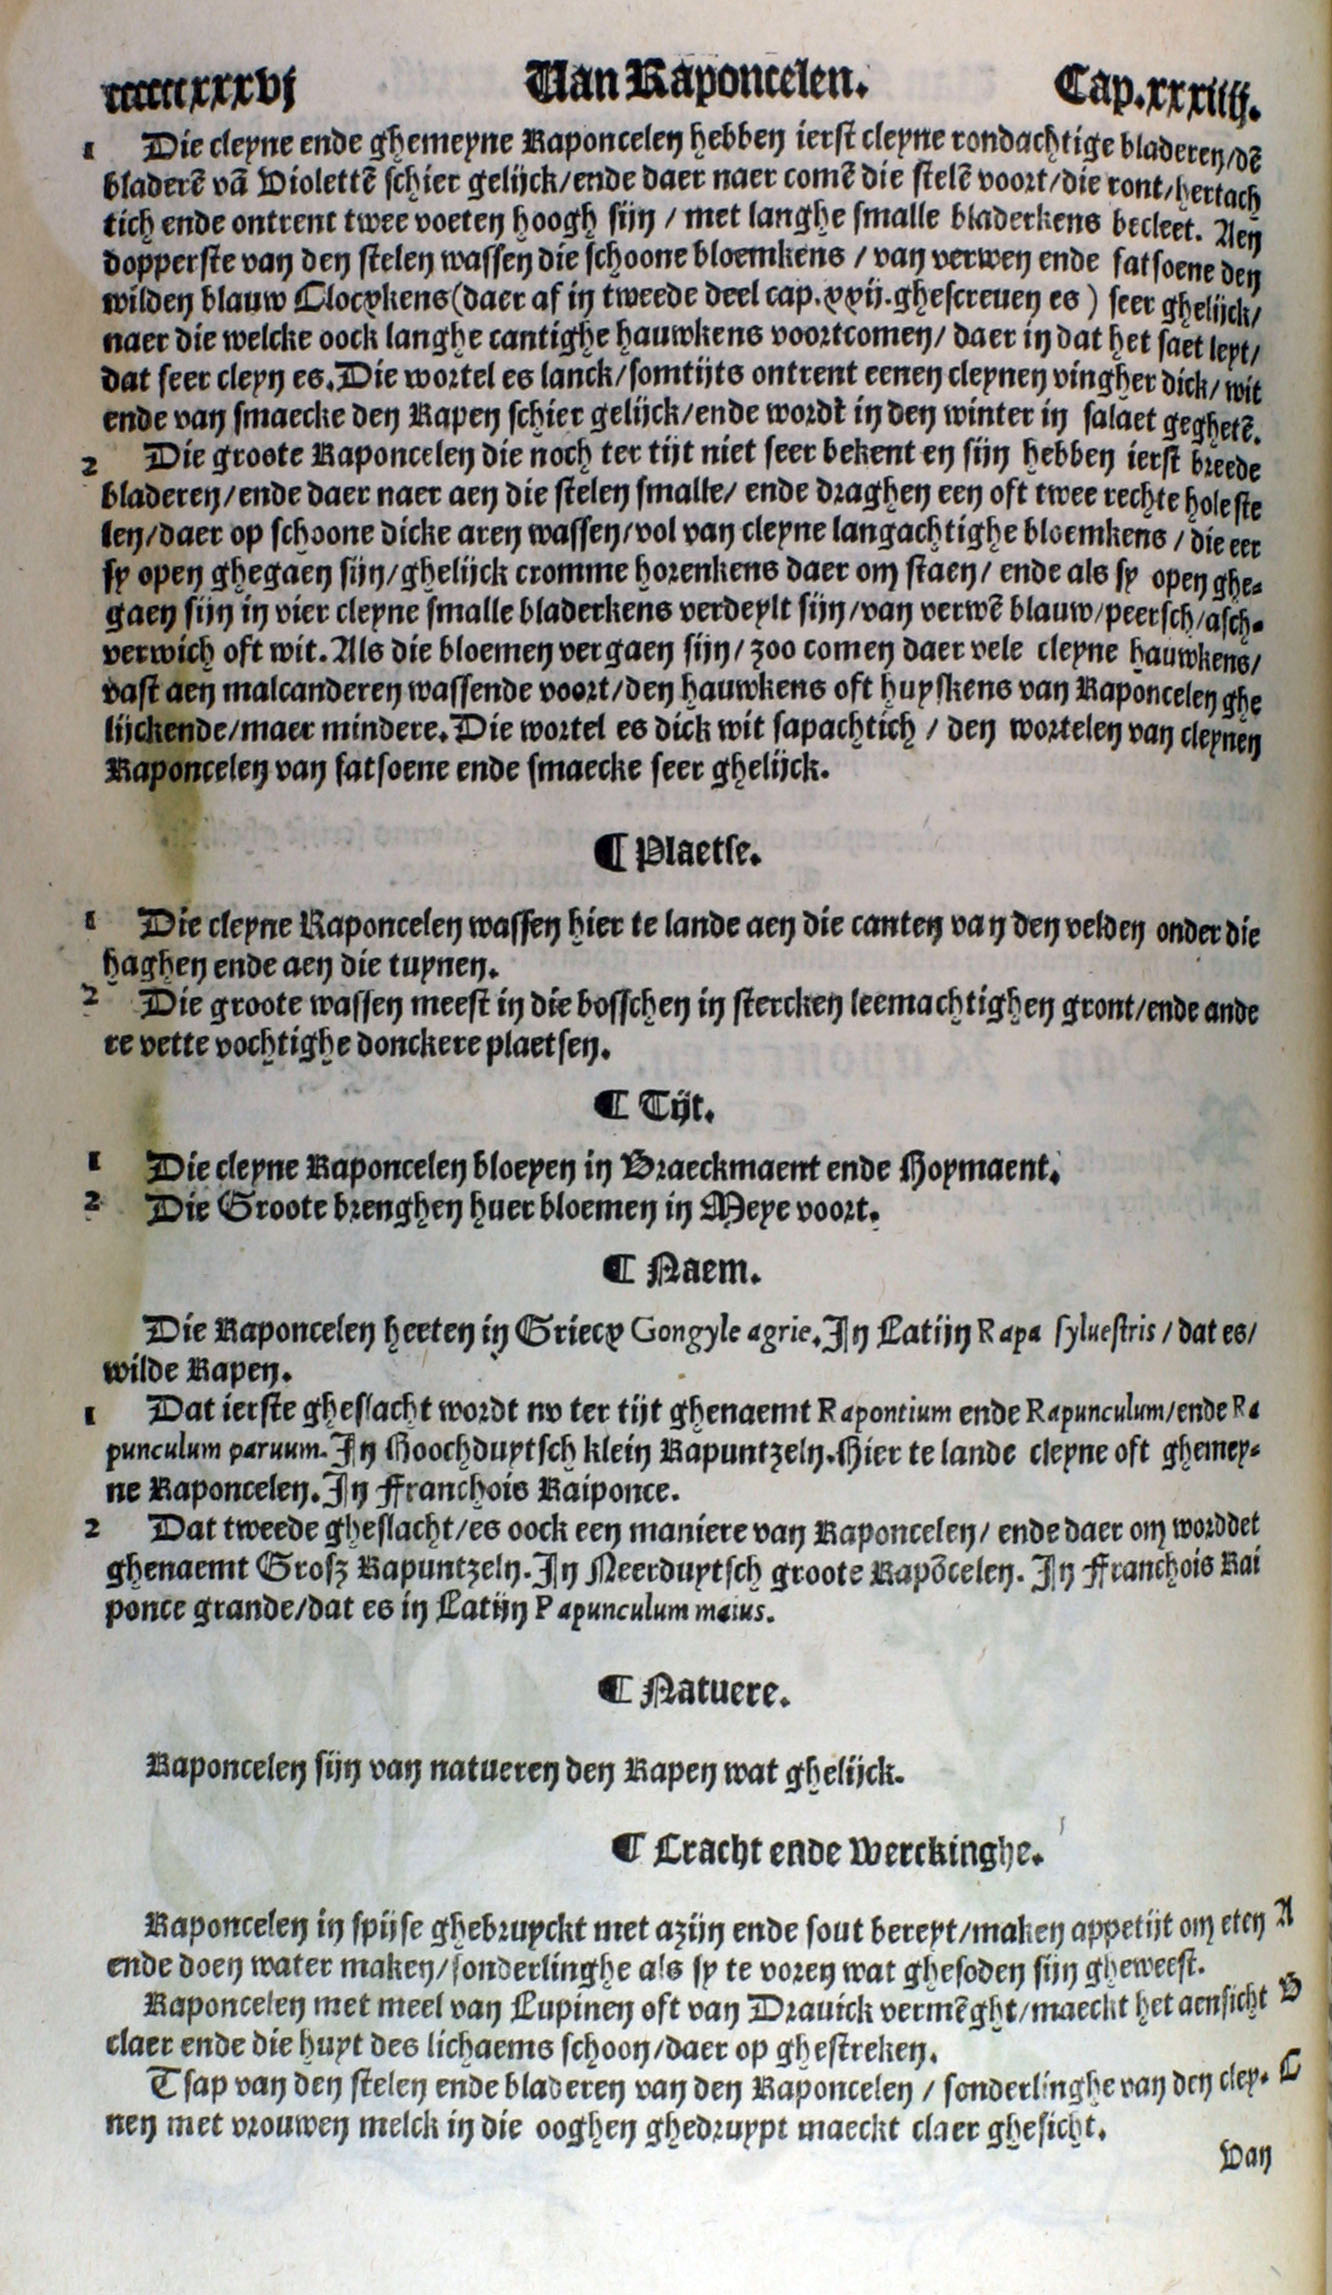 ccccccxxxvj Van Raponcelen. Cap.xxxiiij.
1 Die cleyne ende ghemeyne Raponcelen hebben ierst cleyne rondachtige bladeren/dē
bladerē vā Violettē schier gelijck/ende daer naer comē die stelē voort/die ront/hertach
tich ende ontrent twee voeten hoogh sijn / met langhe smalle bladerkens becleet. Aen
dopperste van den stelen wassen die schoone bloemkens / van verwen ende fatsoene den
wilden blauw Clocxkens (daer af in tweede deel cap.xxij.ghescreuen es) seer ghelijck/
naer die welcke oock langhe cantighe hauwkens voortcomen/ daer in dat het saet leyt/
dat seer cleyn es. Die wortel es lanck/somtijts ontrent eenen cleynen vingher dick/ wit
ende van smaecke den Rapen schier gelijck/ende wordt in den winter in salaet geghetē.
2 Die groote Raponcelen die noch ter tijt niet seer bekent en sijn hebben ierst breede
bladeren/ende daer naer aen die stelen smalle/ ende draghen een oft twee rechte hole ste
len/daer op schoone dicke aren wassen/vol van cleyne langachtighe bloemkens / die eer
sy open ghegaen sijn/ghelijck cromme horenkens daer om staen/ ende als sy open ghe-
gaen sijn in vier cleyne smalle bladerkens verdeylt sijn/van verwē blauw/peersch/asch-
verwich oft wit. Als die bloemen vergaen sijn/ zoo comen daer vele cleyne hauwkens/
vast aen malcanderen wassende voort/den hauwkens oft huyskens van Raponcelen ghe
lijckende/maer mindere. Die wortel es dick wit sapachtich / den wortelen van cleynen
Raponcelen van fatsoene ende smaecke seer ghelijck.
¶ Plaetse.
1 Die cleyne Raponcelen wassen hier te lande aen die canten van den velden onder die
haghen ende aen die tuynen.
2 Die groote wassen meest in die bosschen in stercken leemachtighen gront/ende ande
re vette vochtighe donckere plaetsen.
¶ Tijt.
1 Die cleyne Raponcelen bloeyen in Braeckmaent ende Hoymaent.
2 Die Groote brenghen huer bloemen in Meye voort.
¶ Naem.
Die Raponcelen heeten in Griecx Gongyle agrie. In Latijn Rapa syluestris / dat es/
wilde Rapen.
1 Dat ierste gheslacht wordt nv ter tijt ghenaemt Rapontium ende Rapunculum/ende Ra
punculum paruum. In Hoochduytsch klein Rapuntzeln. Hier te lande cleyne oft ghemey-
ne Raponcelen. In Franchois Raiponce.
2 Dat tweede gheslacht/es oock een maniere van Raponcelen/ ende daer om worddet
ghenaemt Grosz Rapuntzeln. In Neerduytsch groote Rapōcelen. In Franchois Rai
ponce grande/dat es in Latijn Papunculum maius.
¶ Natuere.
Raponcelen sijn van natueren den Rapen wat ghelijck.
¶ Cracht ende Werckinghe.
Raponcelen in spijse ghebruyckt met azijn ende sout bereyt/maken appetijt om eten A
ende doen water maken/sonderlinghe als sy te voren wat ghesoden sijn gheweest.
Raponcelen met meel van Lupinen oft van Drauick vermēght/maeckt het aensicht B
claer ende die huyt des lichaems schoon/daer op ghestreken.
Tsap van den stelen ende bladeren van den Raponcelen / sonderlinghe van den cley- C
nen met vrouwen melck in die ooghen ghedruypt maeckt claer ghesicht.
Van